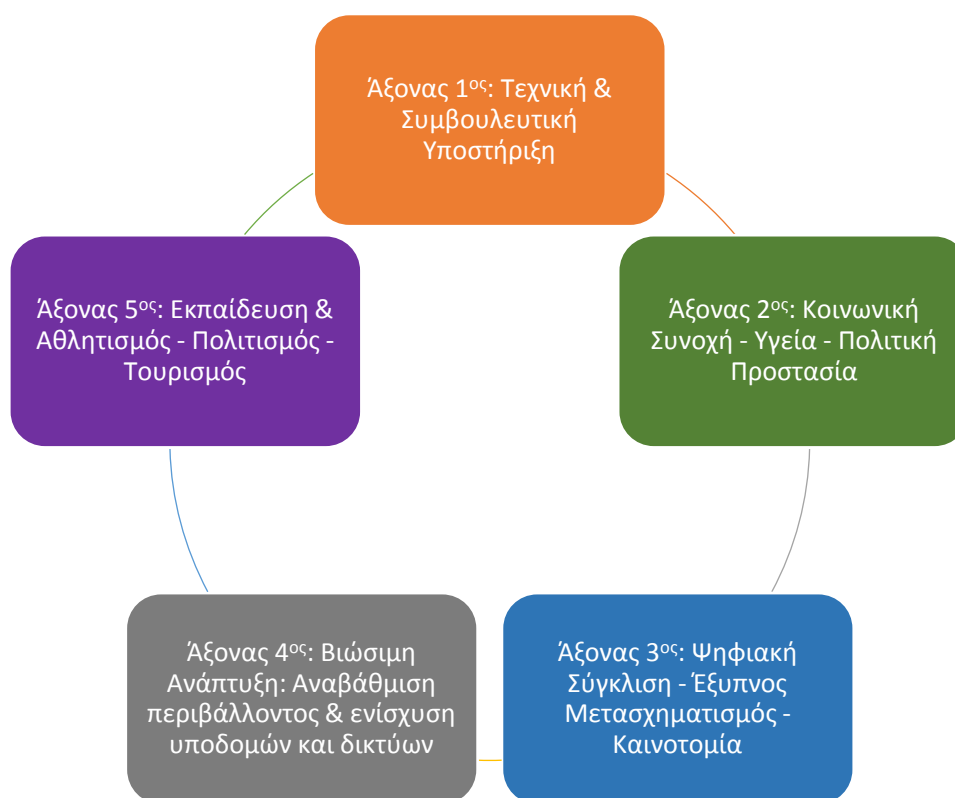 Άξονας 1ος: Τεχνική &
Συμβουλευτική
Υποστήριξη
Άξονας 2ος: Κοινωνική
Συνοχή - Υγεία - Πολιτική
Προστασία
Άξονας 3ος: Ψηφιακή
Σύγκλιση - Έξυπνος
Μετασχηματισμός -
Καινοτομία
Άξονας 4ος: Βιώσιμη
Ανάπτυξη: Αναβάθμιση
περιβάλλοντος & ενίσχυση
υποδομών και δικτύων
Άξονας 5ος: Εκπαίδευση &
Αθλητισμός - Πολιτισμός -
Τουρισμός